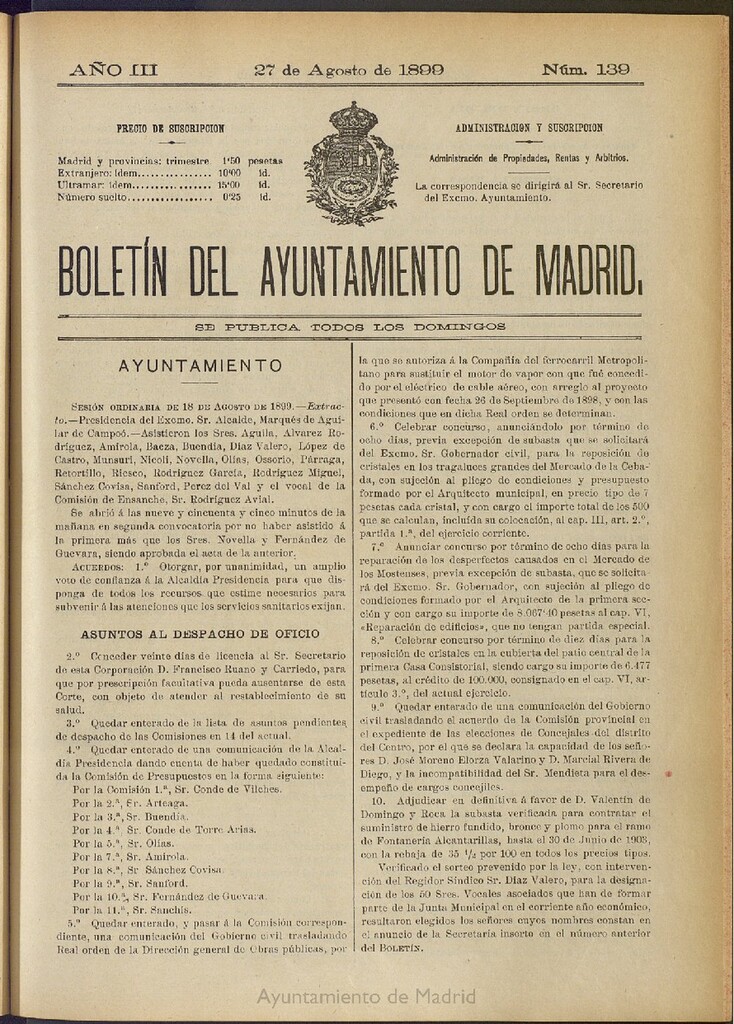 AÑO III 27 de Agosto de 1899 Núm. 139
PRECIO DE SUSCRIPCION
Madrid y provincias: trimestre 1'50 pesetas
Extranjero: ídem............... 10'00 id.
Ultramar: ídem................ 15'00 id.
Número suelto................. 0'25 id.
ADMINISTRACION Y SUSCRIPCION
Administración de Propiedades, Rentas y Arbitrios.
La correspondencia se dirigirá al Sr. Secretario
del Excmo. Ayuntamiento.
BOLETÍN DEL AYUNTAMIENTO DE MADRID.
SE PUBLICA TODOS LOS DOMINGOS
AYUNTAMIENTO
SESIÓN ORDINARIA DE 18 DE AGOSTO DE 1899.—Extrac-
to.—Presidencia del Excmo. Sr. Alcalde, Marqués de Agui-
lar de Campoó.—Asistieron los Sres. Aguila, Alvarez Ro-
dríguez, Amírola, Baeza, Buendía, Díaz Valero, López de
Castro, Munsuri, Nicoli, Novella, Olías, Ossorio, Párraga,
Retortillo, Riesco, Rodríguez García, Rodríguez Miguel,
Sánchez Covisa, Sanford, Perez del Val y el vocal de la
Comisión de Ensanche, Sr. Rodríguez Avial.
Se abrió á las nueve y cincuenta y cinco minutos de la
mañana en segunda convocatoria por no haber asistido á
la primera más que los Sres. Novella y Fernández de
Guevara, siendo aprobada el acta de la anterior.
ACUERDOS: 1.º Otorgar, por unanimidad, un amplio
voto de confianza á la Alcaldía Presidencia para que dis-
ponga de todos los recursos que estime necesarios para
subvenir á las atenciones que los servicios sanitarios exijan.
ASUNTOS AL DESPACHO DE OFICIO
2.º Conceder veinte días de licencia al Sr. Secretario
de esta Corporación D. Francisco Ruano y Carriedo, para
que por prescripción facultativa pueda ausentarse de esta
Corte, con objeto de atender al restablecimiento de su
salud.
3.º Quedar enterado de la lista de asuntos pendientes
de despacho de las Comisiones en 14 del actual.
4.º Quedar enterado de una comunicación de la Alcal-
día Presidencia dando cuenta de haber quedado constituí-
da la Comisión de Presupuestos en la forma siguiente:
Por la Comisión 1.ª, Sr. Conde de Vilches.
Por la 2.ª, Sr. Arteaga.
Por la 3.ª, Sr. Buendía.
Por la 4.ª Sr. Conde de Torre Arias.
Por la 5.ª, Sr. Olías.
Por la 7.ª, Sr. Amírola.
Por la 8.ª Sr Sánchez Covisa.
Por la 9.ª, Sr. Sanford.
Por la 10.ª, Sr. Fernández de Guevara.
Por la 11.ª, Sr. Sanchís.
5.º Quedar enterado, y pasar á la Comisión correspon-
diente, una comunicación del Gobierno civil trasladando
Real orden de la Dirección general de Obras públicas, por
la que se autoriza á la Compañía del ferrocarril Metropoli-
tano para sustituir el motor de vapor con que fué concedi-
do por el eléctrico de cable aéreo, con arreglo al proyecto
que presentó con fecha 26 de Septiembre de 1898, y con las
condiciones que en dicha Real orden se determinan.
6.º Celebrar concurso, anunciándolo por término de
ocho días, previa excepción de subasta que se solicitará
del Excmo. Sr. Gobernador civil, para la reposición de
cristales en los tragaluces grandes del Mercado de la Ceba-
da, con sujeción al pliego de condiciones y presupuesto
formado por el Arquitecto municipal, en precio tipo de 7
pesetas cada cristal, y con cargo el importe total de los 500
que se calculan, incluída su colocación, al cap. III, art. 2.º,
partida 1.ª, del ejercicio corriente.
7.º Anunciar concurso por término de ocho días para la
reparación de los desperfectos causados en el Mercado de
los Mostenses, previa excepción de subasta, que se solicita-
rá del Excmo. Sr. Gobernador, con sujeción al pliego de
condiciones formado por el Arquitecto de la primera sec-
ción y con cargo su importe de 8.067'40 pesetas al cap. VI,
«Reparación de edificios», que no tengan partida especial.
8.º Celebrar concurso por término de diez días para la
reposición de cristales en la cubierta del patio central de la
primera Casa Consistorial, siendo cargo su importe de 6.477
pesetas, al crédito de 100.000, consignado en el cap. VI, ar-
tículo 3.º, del actual ejercicio.
9.º Quedar enterado de una comunicación del Gobierno
civil trasladando el acuerdo de la Comisión provincial en
el expediente de las elecciones de Concejales del distrito
del Centro, por el que se declara la capacidad de los seño-
res D. José Moreno Elorza Valarino y D. Marcial Rivera de
Diego, y la incompatibilidad del Sr. Mendieta para el des-
empeño de cargos concejiles.
10. Adjudicar en definitiva á favor de D. Valentín de
Domingo y Roca la subasta verificada para contratar el
suministro de hierro fundido, bronce y plomo para el ramo
de Fontanería Alcantarillas, hasta el 30 de Junio de 1903,
con la rebaja de 35 1/2 por 100 en todos los precios tipos.
Verificado el sorteo prevenido por la ley, con interven-
ción del Regidor Síndico Sr. Díaz Valero, para la designa-
ción de los 50 Sres. Vocales asociados que han de formar
parte de la Junta Municipal en el corriente año económico,
resultaron elegidos los señores cuyos nombres constan en
el anuncio de la Secretaría inserto en el número anterior
del BOLETÍN.
Ayuntamiento de Madrid